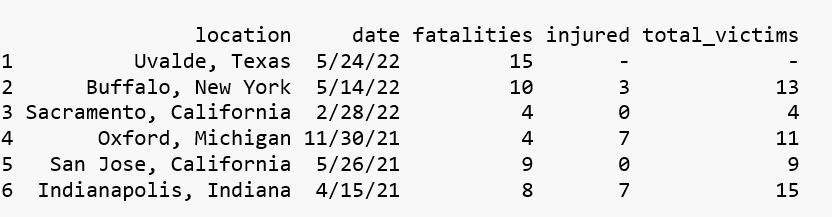 location date fatalities injured total_victims
1 Uvalde, Texas 5/24/22 15 - -
2 Buffalo, New York 5/14/22 10 3 13
3 Sacramento, California 2/28/22 4 0 4
4 Oxford, Michigan 11/30/21 4 7 11
5 San Jose, California 5/26/21 9 0 9
6 Indianapolis, Indiana 4/15/21 8 7 15